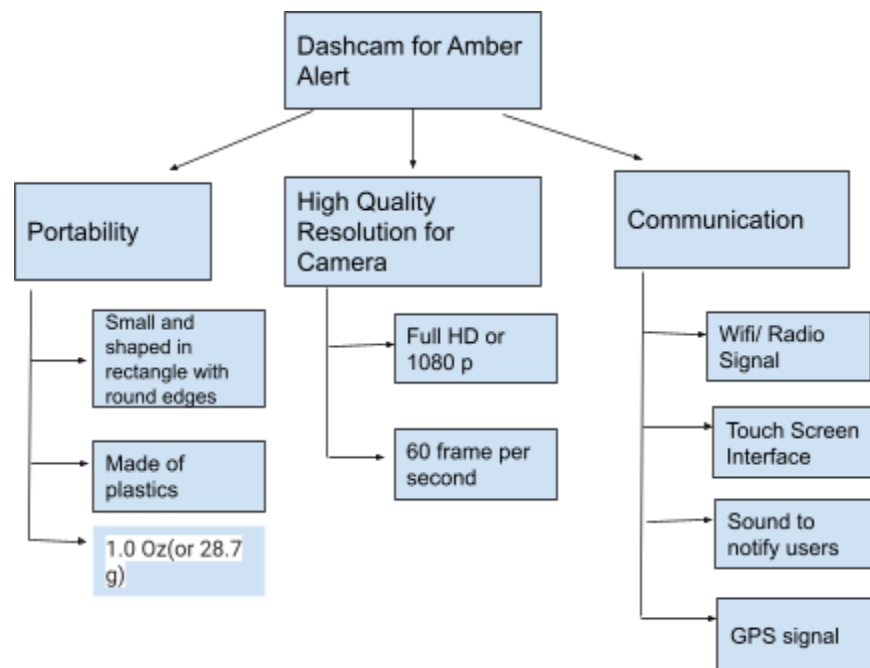 Dashcam for Amber
Alert
Portability
High Quality
Resolution for
Camera
Communication
Small and
shaped in
rectangle with
round edges
Made of
plastics
1.0 Oz(or 28.7
g)
Full HD or
1080 p
60 frame per
second
Wifi/ Radio
Signal
Touch Screen
Interface
Sound to
notify users
GPS signal